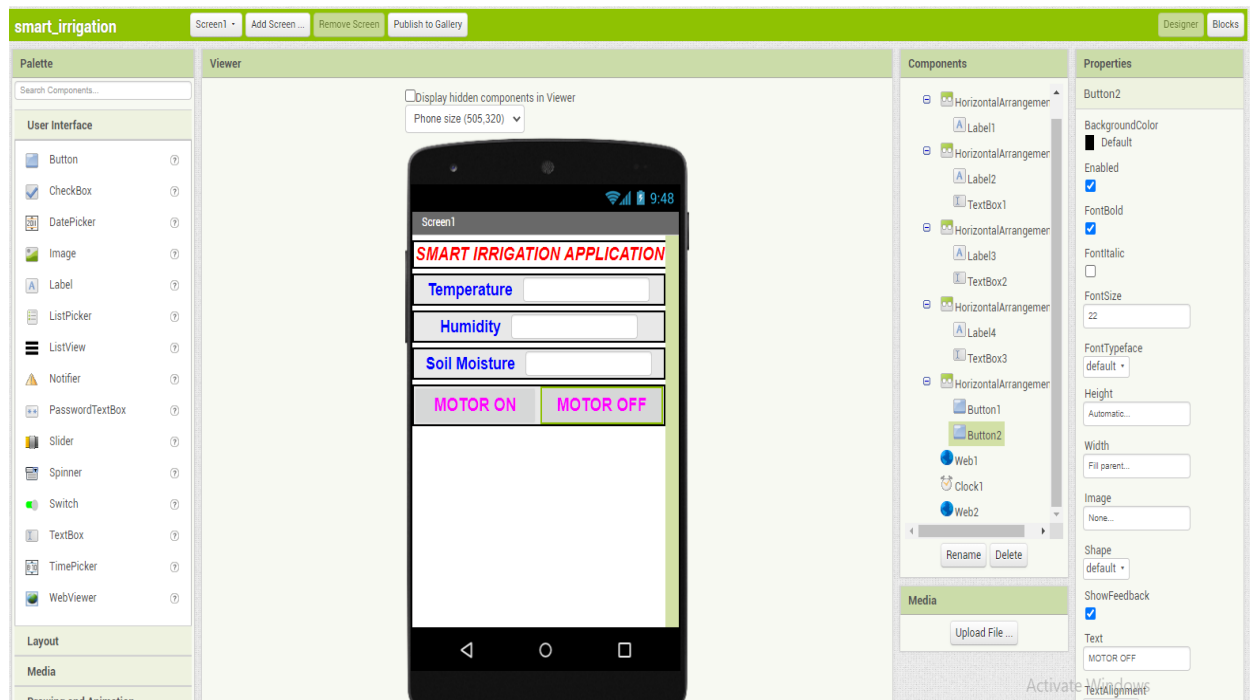 smart_irrigation
Screen1
Add Screen ...
Remove Screen
Publish to Gallery
Designer
Blocks
Palette
Search Components...
User Interface
Button
CheckBox
DatePicker
Image
Label
ListPicker
ListView
Notifier
PasswordTextBox
Slider
Spinner
Switch
TextBox
TimePicker
WebViewer
Layout
Media
Drawing and Animation
Viewer
Display hidden components in Viewer
Phone size (505,320)
9:48
Screen1
SMART IRRIGATION APPLICATION
Temperature
Humidity
Soil Moisture
MOTOR ON MOTOR OFF
Components
HorizontalArrangemer
Label1
HorizontalArrangemer
Label2
TextBox1
HorizontalArrangemer
Label3
TextBox2
HorizontalArrangemer
Label4
TextBox3
HorizontalArrangemer
Button1
Button2
Web1
Clock1
Web2
Rename Delete
Media
Upload File ...
Properties
Button2
BackgroundColor
Default
Enabled
FontBold
FontItalic
FontSize
22
FontTypeface
default
Height
Automatic...
Width
Fill parent...
Image
None...
Shape
default
ShowFeedback
Text
MOTOR OFF
TextAlignment
Activate Windows